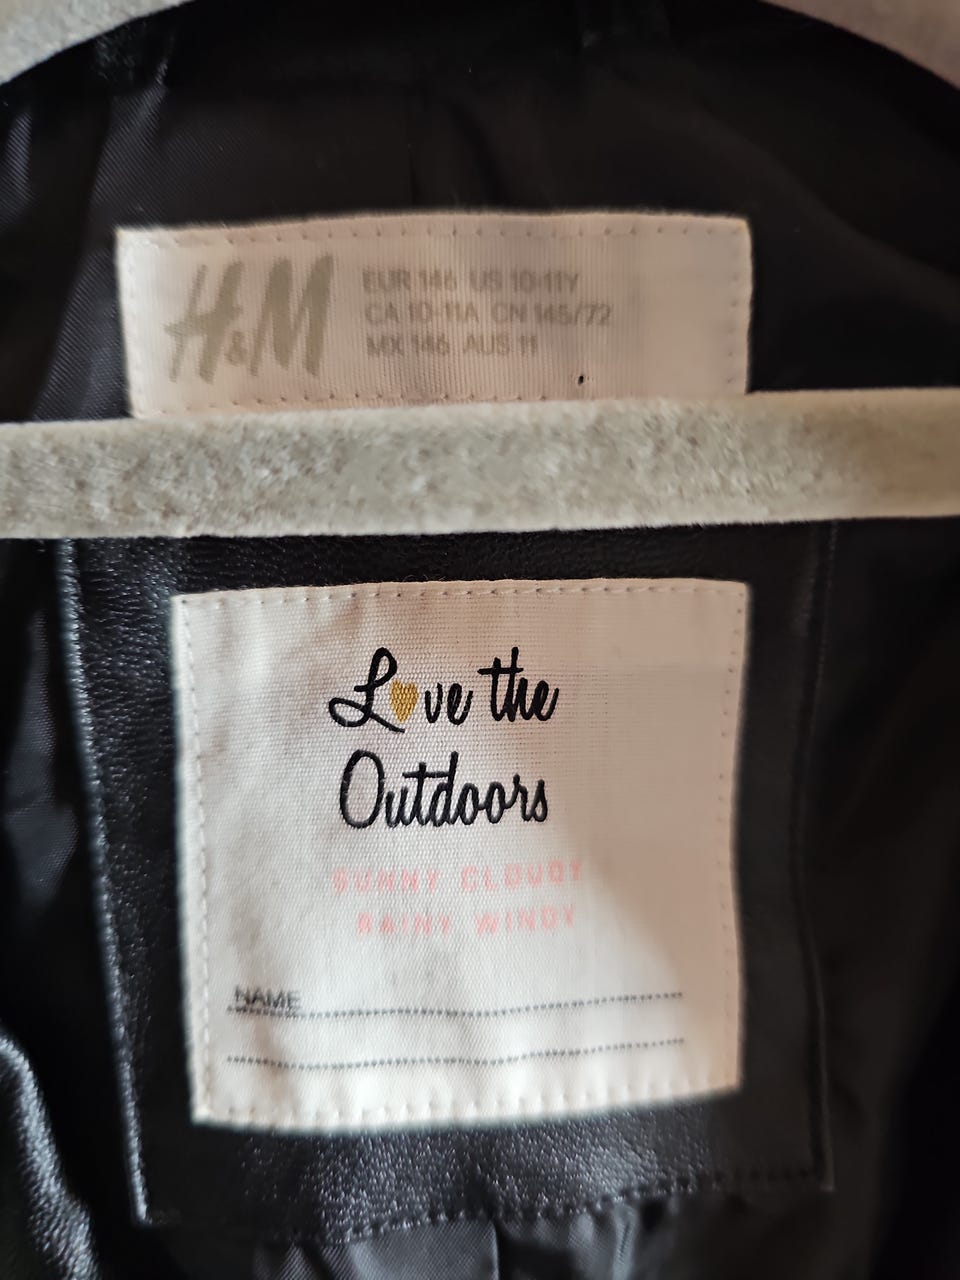 H&M
EUR 146 US 10-11Y
CA 10-11A CN 145/72
MX 146 AUS 11
Love the
Outdoors
SUNNY CLOUDY
RAINY WINDY
NAME